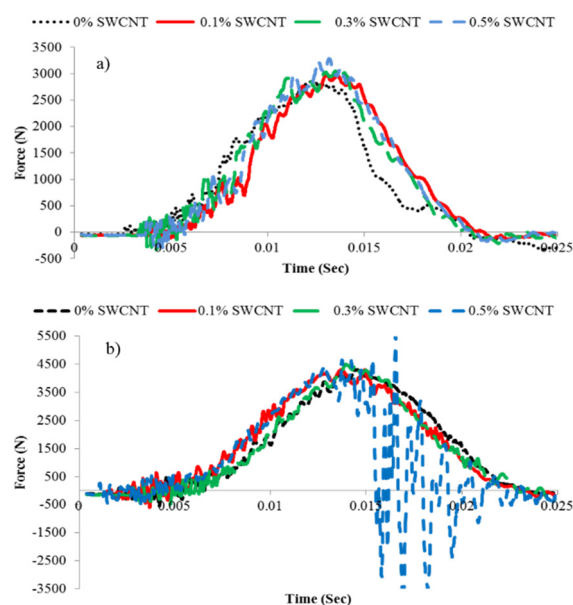 0% SWCNT 0.1% SWCNT 0.3% SWCNT 0.5% SWCNT
a)
3500
3000
2500
2000
1500
1000
500
0
-500
Force (N)
0 0.005 0.01 0.015 0.02 0.025
Time (Sec)
0% SWCNT 0.1% SWCNT 0.3% SWCNT 0.5% SWCNT
b)
5500
4500
3500
2500
1500
500
-500
-1500
-2500
-3500
Force (N)
0 0.005 0.01 0.015 0.02 0.025
Time (Sec)